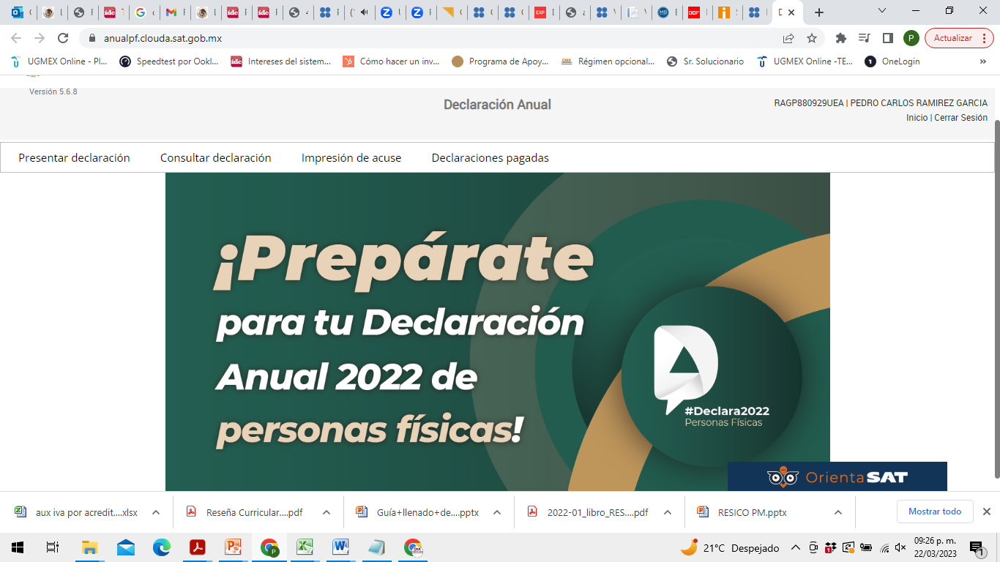 anualpf.clouda.sat.gob.mx
Actualizar
UGMEX Online - Pl...
Speedtest por Ookl...
Intereses del sistem...
Cómo hacer un inv...
Programa de Apoy...
Régimen opcional...
Sr. Solucionario
UGMEX Online -TE...
OneLogin
»
Versión 5.6.8
Declaración Anual
RAGP880929UEA | PEDRO CARLOS RAMIREZ GARCIA
Inicio | Cerrar Sesión
Presentar declaración
Consultar declaración
Impresión de acuse
Declaraciones pagadas
¡Prepárate
para tu Declaración
Anual 2022 de
personas físicas!
#Declara2022
Personas Físicas
OrientaSAT
aux iva por acredit....xlsx
Reseña Curricular....pdf
Guía+llenado+de....pptx
2022-01_libro_RES....pdf
RESICO PM.pptx
Mostrar todo
21°C Despejado
09:26 p. m.
22/03/2023